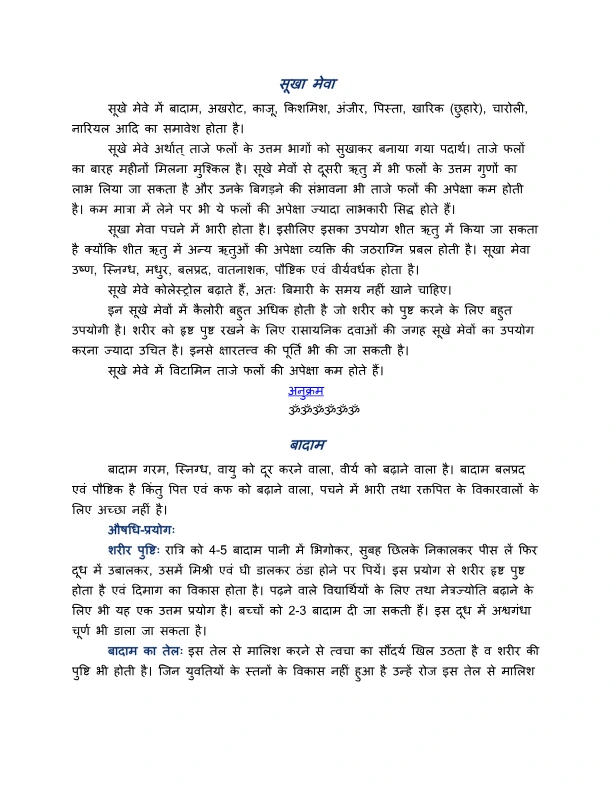 सूखा मेवा
सूखे मेवे में बादाम, अखरोट, काजू, किशमिश, अंजीर, पिस्ता, खारिक (छुहारे), चारोली,
नारियल आदि का समावेश होता है।
सूखे मेवे अर्थात् ताजे फलों के उत्तम भागों को सुखाकर बनाया गया पदार्थ। ताजे फलों
का बारह महीनों मिलना मुश्किल है। सूखे मेवों से दूसरी ऋतु में भी फलों के उत्तम गुणों का
लाभ लिया जा सकता है और उनके बिगड़ने की संभावना भी ताजे फलों की अपेक्षा कम होती
है। कम मात्रा में लेने पर भी ये फलों की अपेक्षा ज्यादा लाभकारी सिद्ध होते हैं।
सूखा मेवा पचने में भारी होता है। इसीलिए इसका उपयोग शीत ऋतु में किया जा सकता
है क्योंकि शीत ऋतु में अन्य ऋतुओं की अपेक्षा व्यक्ति की जठराग्नि प्रबल होती है। सूखा मेवा
उष्ण, स्निग्ध, मधुर, बलप्रद, वातनाशक, पौष्टिक एवं वीर्यवर्धक होता है।
सूखे मेवे कोलेस्ट्रोल बढ़ाते हैं, अतः बिमारी के समय नहीं खाने चाहिए।
इन सूखे मेवों में कैलोरी बहुत अधिक होती है जो शरीर को पुष्ट करने के लिए बहुत
उपयोगी है। शरीर को हृष्ट पुष्ट रखने के लिए रासायनिक दवाओं की जगह सूखे मेवों का उपयोग
करना ज्यादा उचित है। इनसे क्षारतत्त्व की पूर्ति भी की जा सकती है।
सूखे मेवे में विटामिन ताजे फलों की अपेक्षा कम होते हैं।
अनुक्रम
ॐॐॐॐॐॐ
बादाम
बादाम गरम, स्निग्ध, वायु को दूर करने वाला, वीर्य को बढ़ाने वाला है। बादाम बलप्रद
एवं पौष्टिक है किंतु पित्त एवं कफ को बढ़ाने वाला, पचने में भारी तथा रक्तपित्त के विकारवालों के
लिए अच्छा नहीं है।
औषधि-प्रयोगः
शरीर पुष्टिः रात्रि को 4-5 बादाम पानी में भिगोकर, सुबह छिलके निकालकर पीस लें फिर
दूध में उबालकर, उसमें मिश्री एवं घी डालकर ठंडा होने पर पियें। इस प्रयोग से शरीर हृष्ट पुष्ट
होता है एवं दिमाग का विकास होता है। पढ़ने वाले विद्यार्थियों के लिए तथा नेत्रज्योति बढ़ाने के
लिए भी यह एक उत्तम प्रयोग है। बच्चों को 2-3 बादाम दी जा सकती हैं। इस दूध में अश्वगंधा
चूर्ण भी डाला जा सकता है।
बादाम का तेलः इस तेल से मालिश करने से त्वचा का सौंदर्य खिल उठता है व शरीर की
पुष्टि भी होती है। जिन युवतियों के स्तनों के विकास नहीं हुआ है उन्हें रोज इस तेल से मालिश